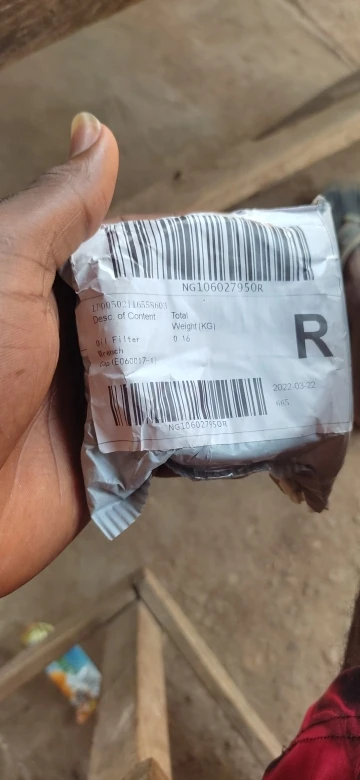 NG106027950R
Desc. of Content
Total
Weight(KG)
Oil Filter
0.16
Wrench
R
2022-03-22
NG106027950R